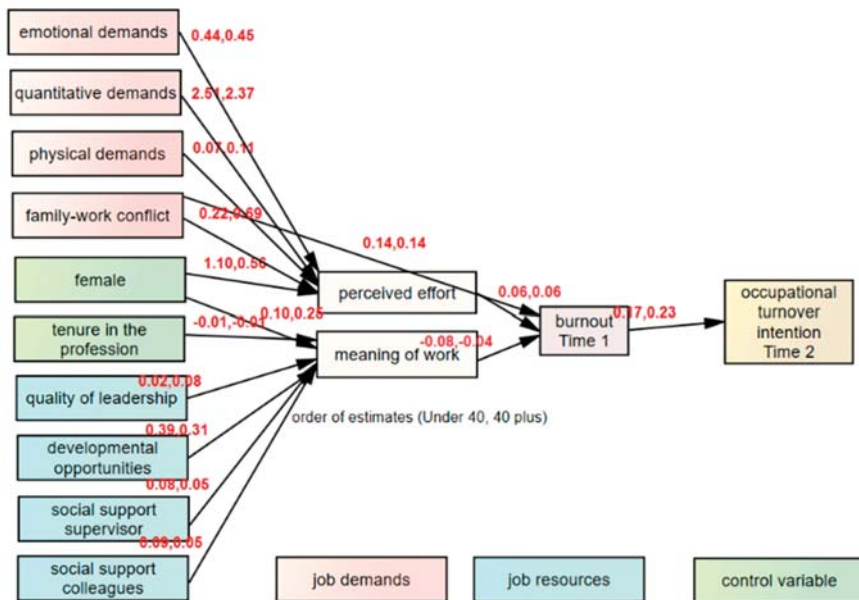 emotional demands
0.44,0.45
quantitative demands
2.51,2.37
physical demands
0.07,0.11
family-work conflict
0.22,0.69
0.14,0.14
female
1.10,0.56
perceived effort
0.06,0.06
occupational
turnover
intention
Time 2
burnout
Time 1
0.17,0.23
0.10,0.25
tenure in the
profession
-0.01,-0.01
meaning of work
-0.08,-0.04
0.02,0.08
quality of leadership
order of estimates (Under 40, 40 plus)
0.39,0.31
developmental
opportunities
0.08,0.05
social support
supervisor
0.09,0.05
social support
colleagues
job demands
job resources
control variable